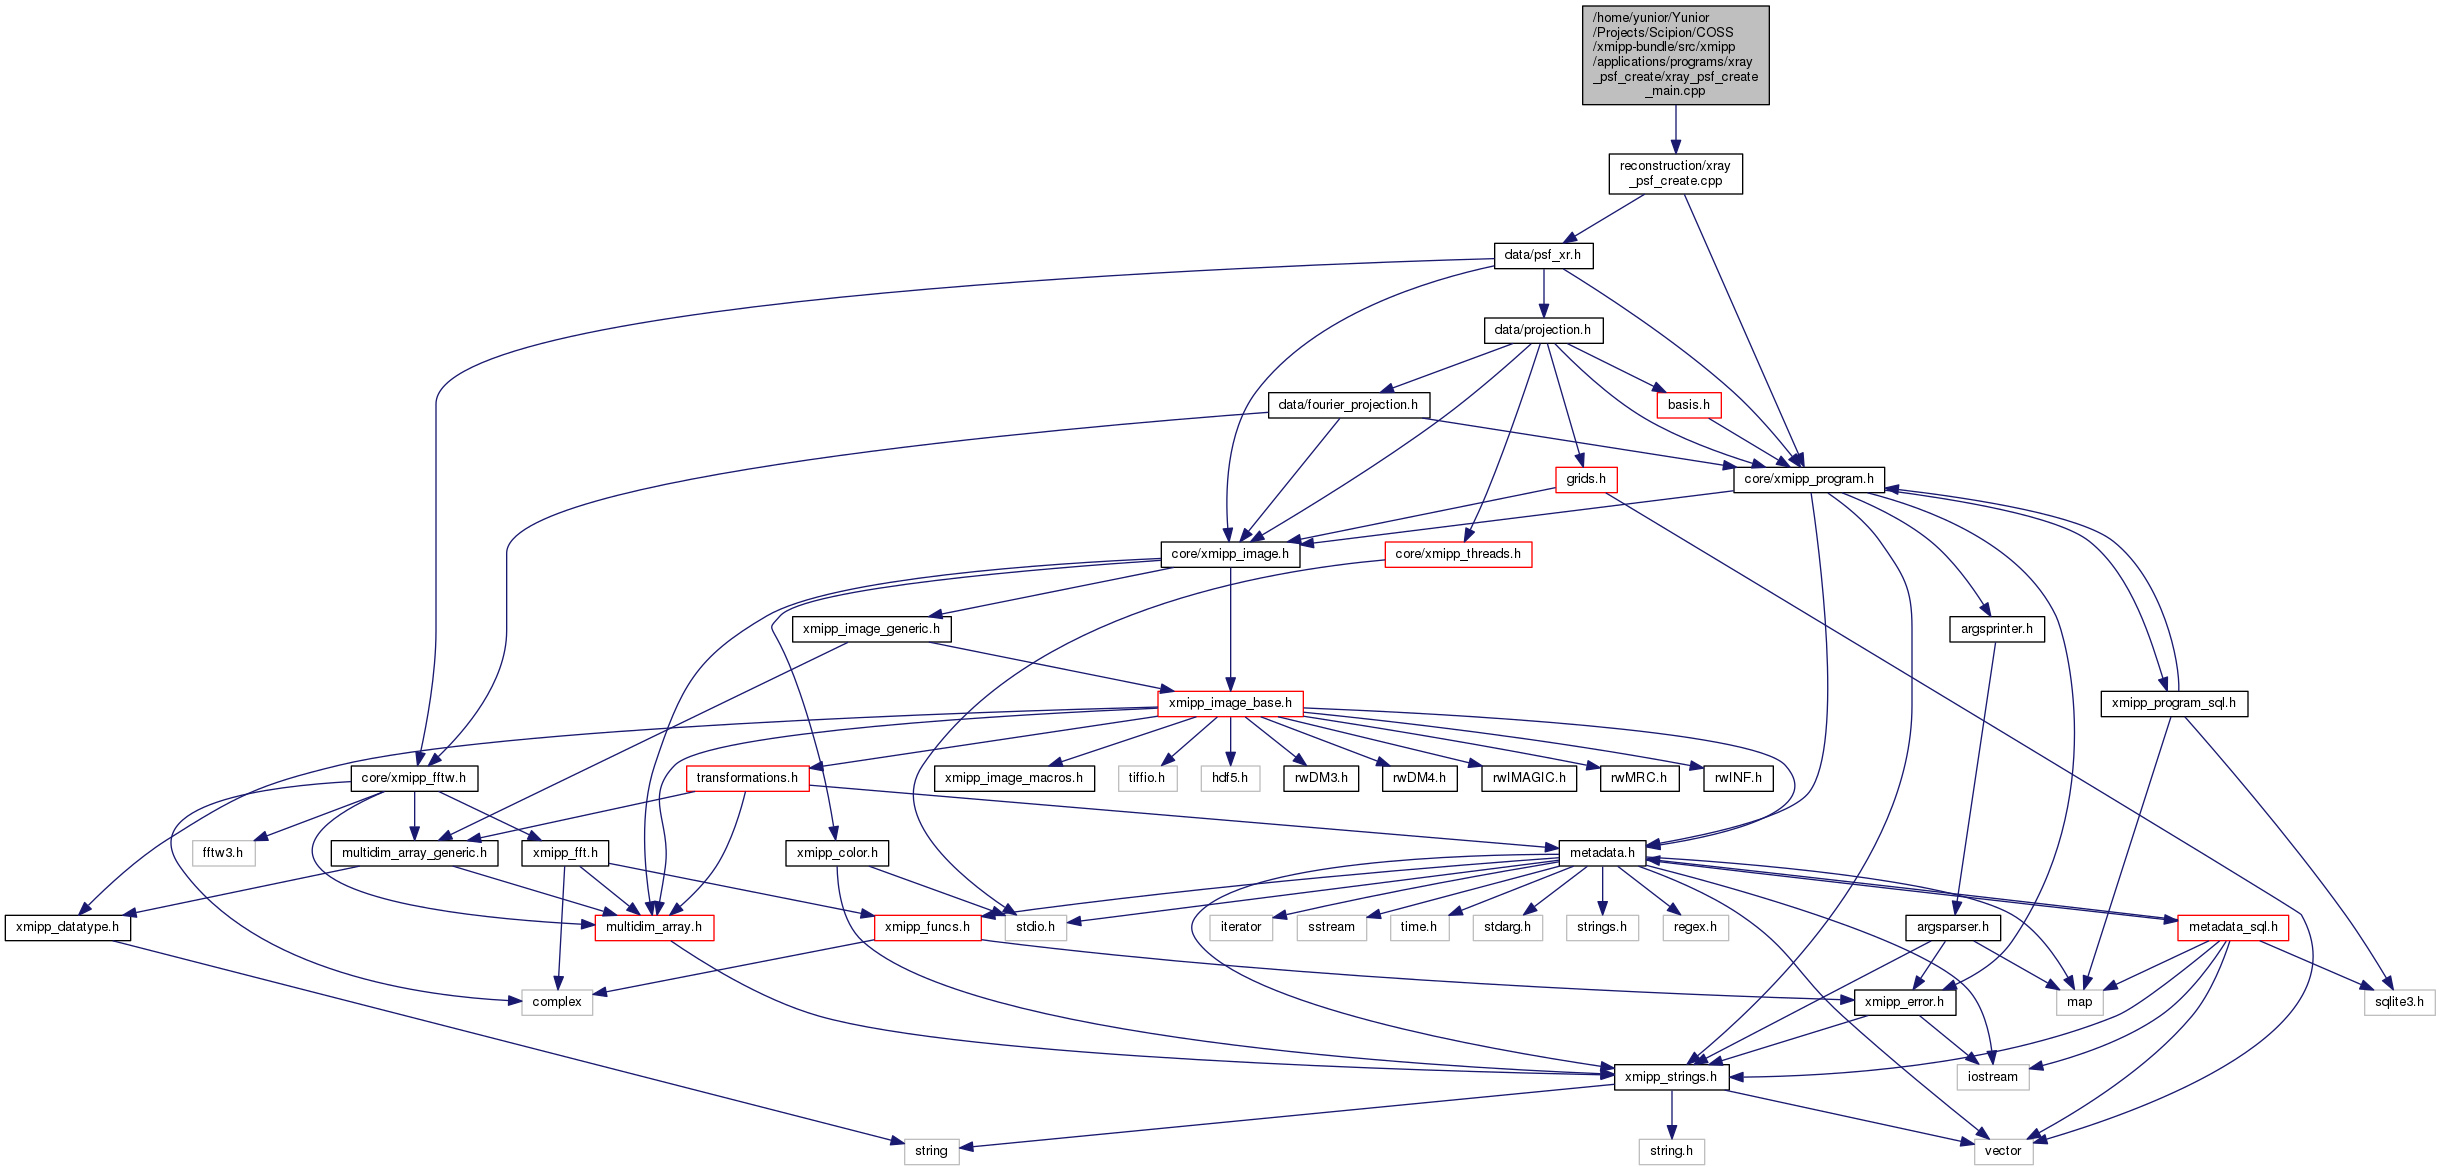 /home/yunior/Yunior
/Projects/Scipion/COSS
/xmipp-bundle/src/xmipp
/applications/programs/xray
_psf_create/xray_psf_create
_main.cpp
reconstruction/xray
_psf_create.cpp
data/psf_xr.h
data/projection.h
data/fourier_projection.h
basis.h
grids.h
core/xmipp_program.h
core/xmipp_image.h
core/xmipp_threads.h
xmipp_image_generic.h
argsprinter.h
xmipp_image_base.h
xmipp_program_sql.h
core/xmipp_fftw.h
transformations.h
xmipp_image_macros.h
tiffio.h
hdf5.h
rwDM3.h
rwDM4.h
rwIMAGIC.h
rwMRC.h
rwINF.h
fftw3.h
multidim_array_generic.h
xmipp_fft.h
xmipp_color.h
metadata.h
xmipp_datatype.h
multidim_array.h
xmipp_funcs.h
stdio.h
iterator
sstream
time.h
stdarg.h
strings.h
regex.h
argsparser.h
metadata_sql.h
complex
xmipp_error.h
map
sqlite3.h
xmipp_strings.h
iostream
string
string.h
vector